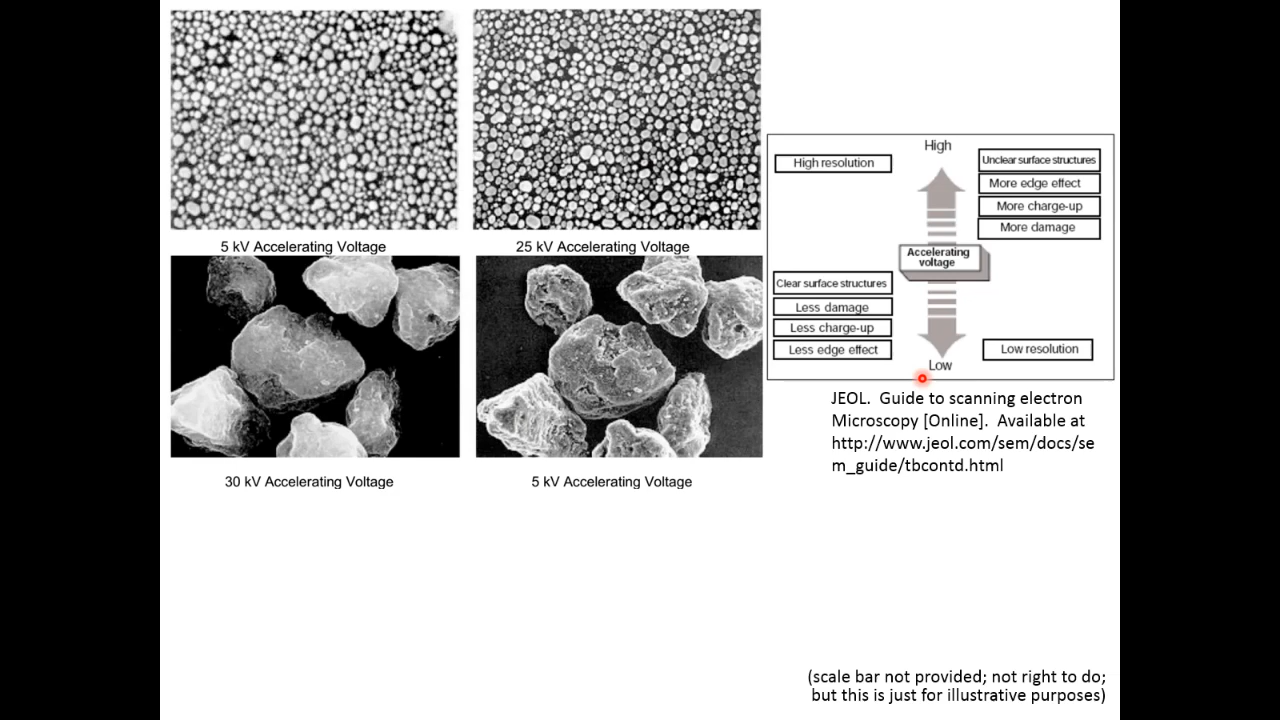 5 kV Accelerating Voltage
25 kV Accelerating Voltage
30 kV Accelerating Voltage
5 kV Accelerating Voltage
High
High resolution
Unclear surface structures
More edge effect
More charge-up
More damage
Accelerating
voltage
Clear surface structures
Less damage
Less charge-up
Less edge effect
Low resolution
Low
JEOL. Guide to scanning electron
Microscopy [Online]. Available at
http://www.jeol.com/sem/docs/se
m_guide/tbcontd.html
(scale bar not provided; not right to do;
but this is just for illustrative purposes)